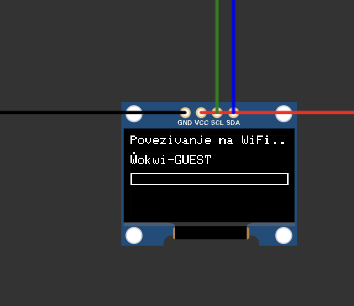 GND VCC SCL SDA
Povezivanje na WiFi..
Wokwi-GUEST